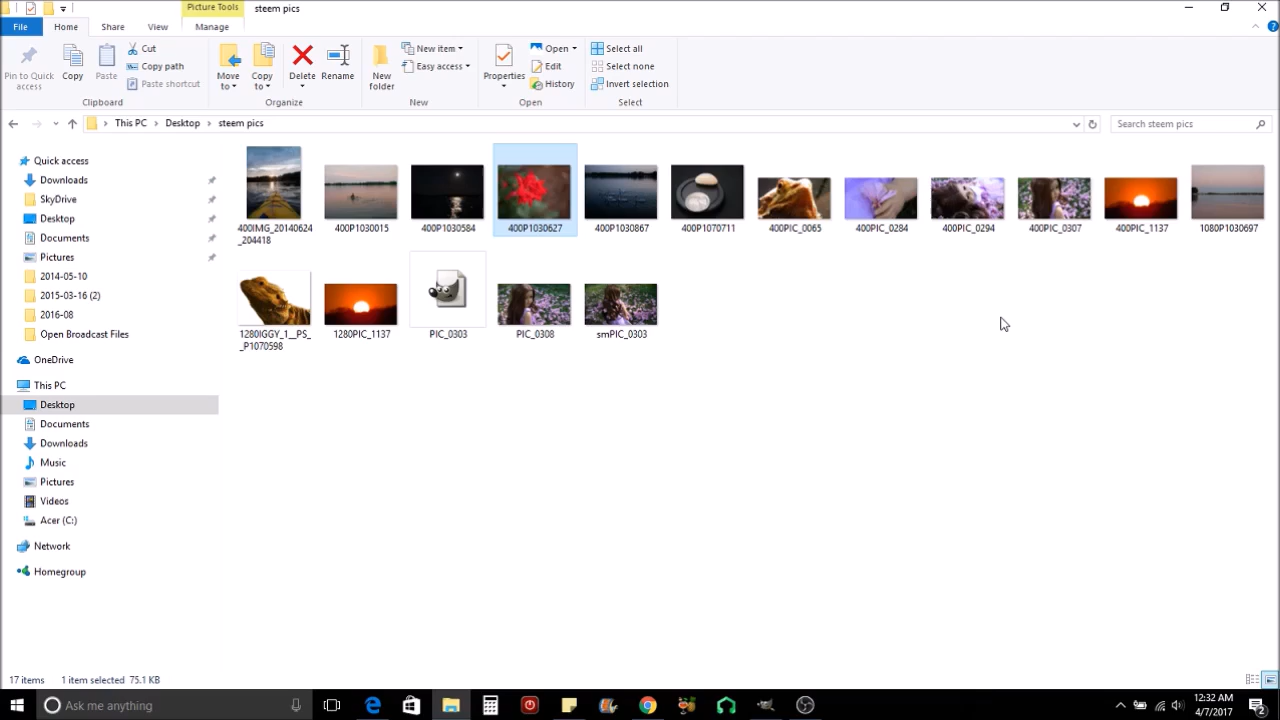 Picture Tools steem pics
File Home Share View Manage
Pin to Quick access
Copy
Paste
Cut
Copy path
Paste shortcut
Move to
Copy to
Delete
Rename
New folder
New item
Easy access
Properties
Open
Edit
History
Select all
Select none
Invert selection
Clipboard Organize New Open Select
This PC Desktop steem pics
Search steem pics
Quick access
Downloads
SkyDrive
Desktop
Documents
Pictures
2014-05-10
2015-03-16 (2)
2016-08
Open Broadcast Files
OneDrive
This PC
Desktop
Documents
Downloads
Music
Pictures
Videos
Acer (C:)
Network
Homegroup
400IMG_20140624_204418
400P1030015
400P1030584
400P1030627
400P1030867
400P1070711
400PIC_0065
400PIC_0284
400PIC_0294
400PIC_0307
400PIC_1137
1080P1030697
1280IGGY_1__PS__P1070598
1280PIC_1137
PIC_0303
PIC_0308
smPIC_0303
17 items 1 item selected 75.1 KB
Ask me anything
12:32 AM
4/7/2017
2